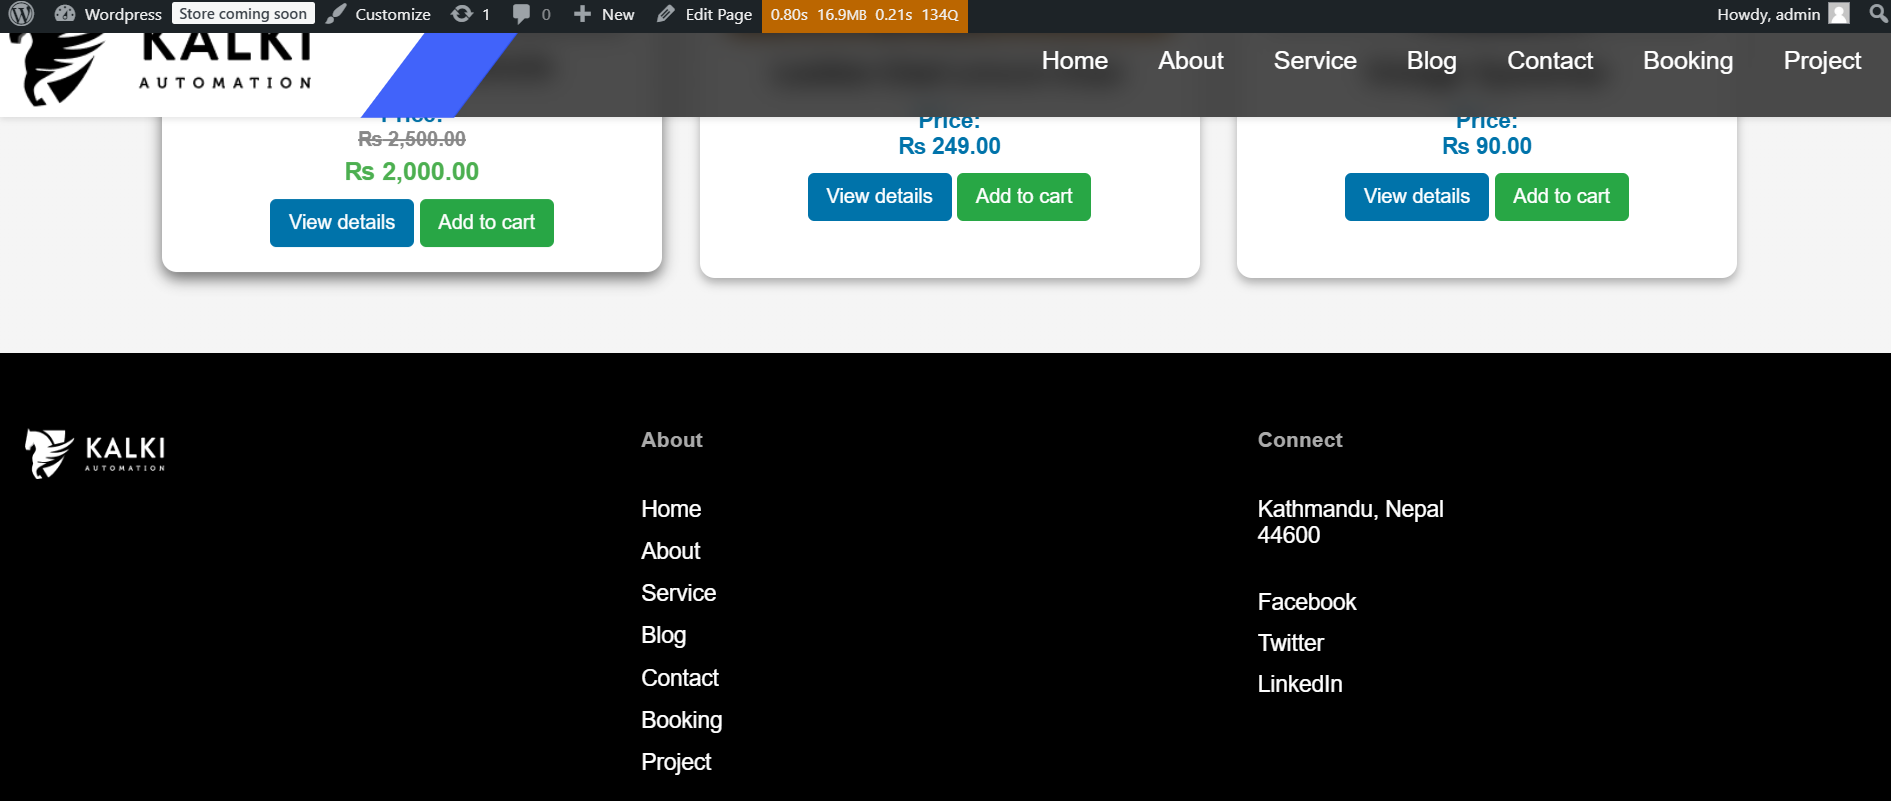 Wordpress Store coming soon Customize 1 0 New Edit Page 0.80s 16.9MB 0.21s 134Q Howdy, admin
KALKI
AUTOMATION
Home About Service Blog Contact Booking Project
Price: Price: Price:
Rs 2,500.00 Rs 249.00 Rs 90.00
Rs 2,000.00
View details Add to cart View details Add to cart
View details Add to cart
KALKI
AUTOMATION
About
Home
About
Service
Blog
Contact
Booking
Project
Connect
Kathmandu, Nepal
44600
Facebook
Twitter
LinkedIn